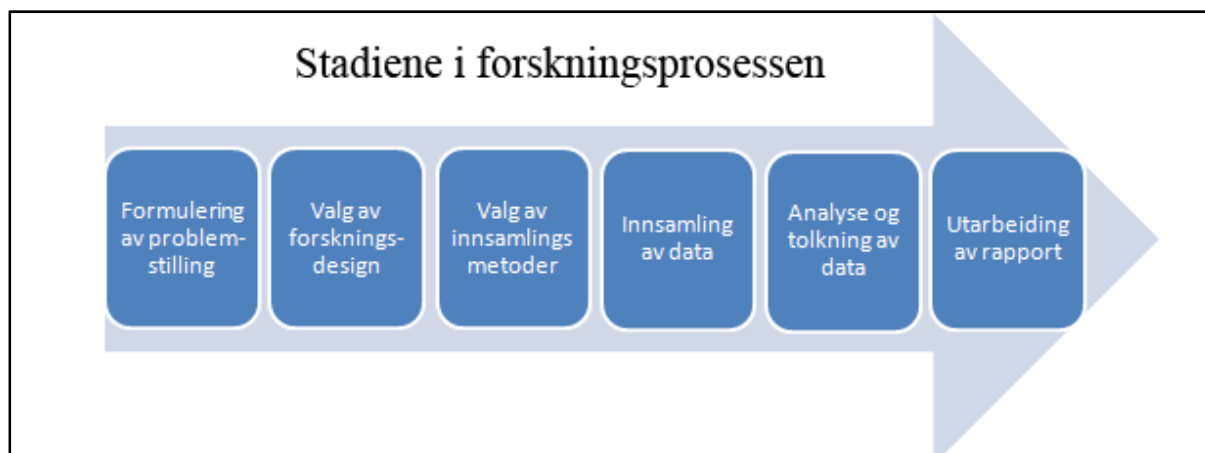 Stadiene i forskningsprosessen
Formulering
av problem-
stilling
Valg av
forsknings-
design
Valg av
innsamlings
metoder
Innsamling
av data
Analyse og
tolkning av
data
Utarbeiding
av rapport